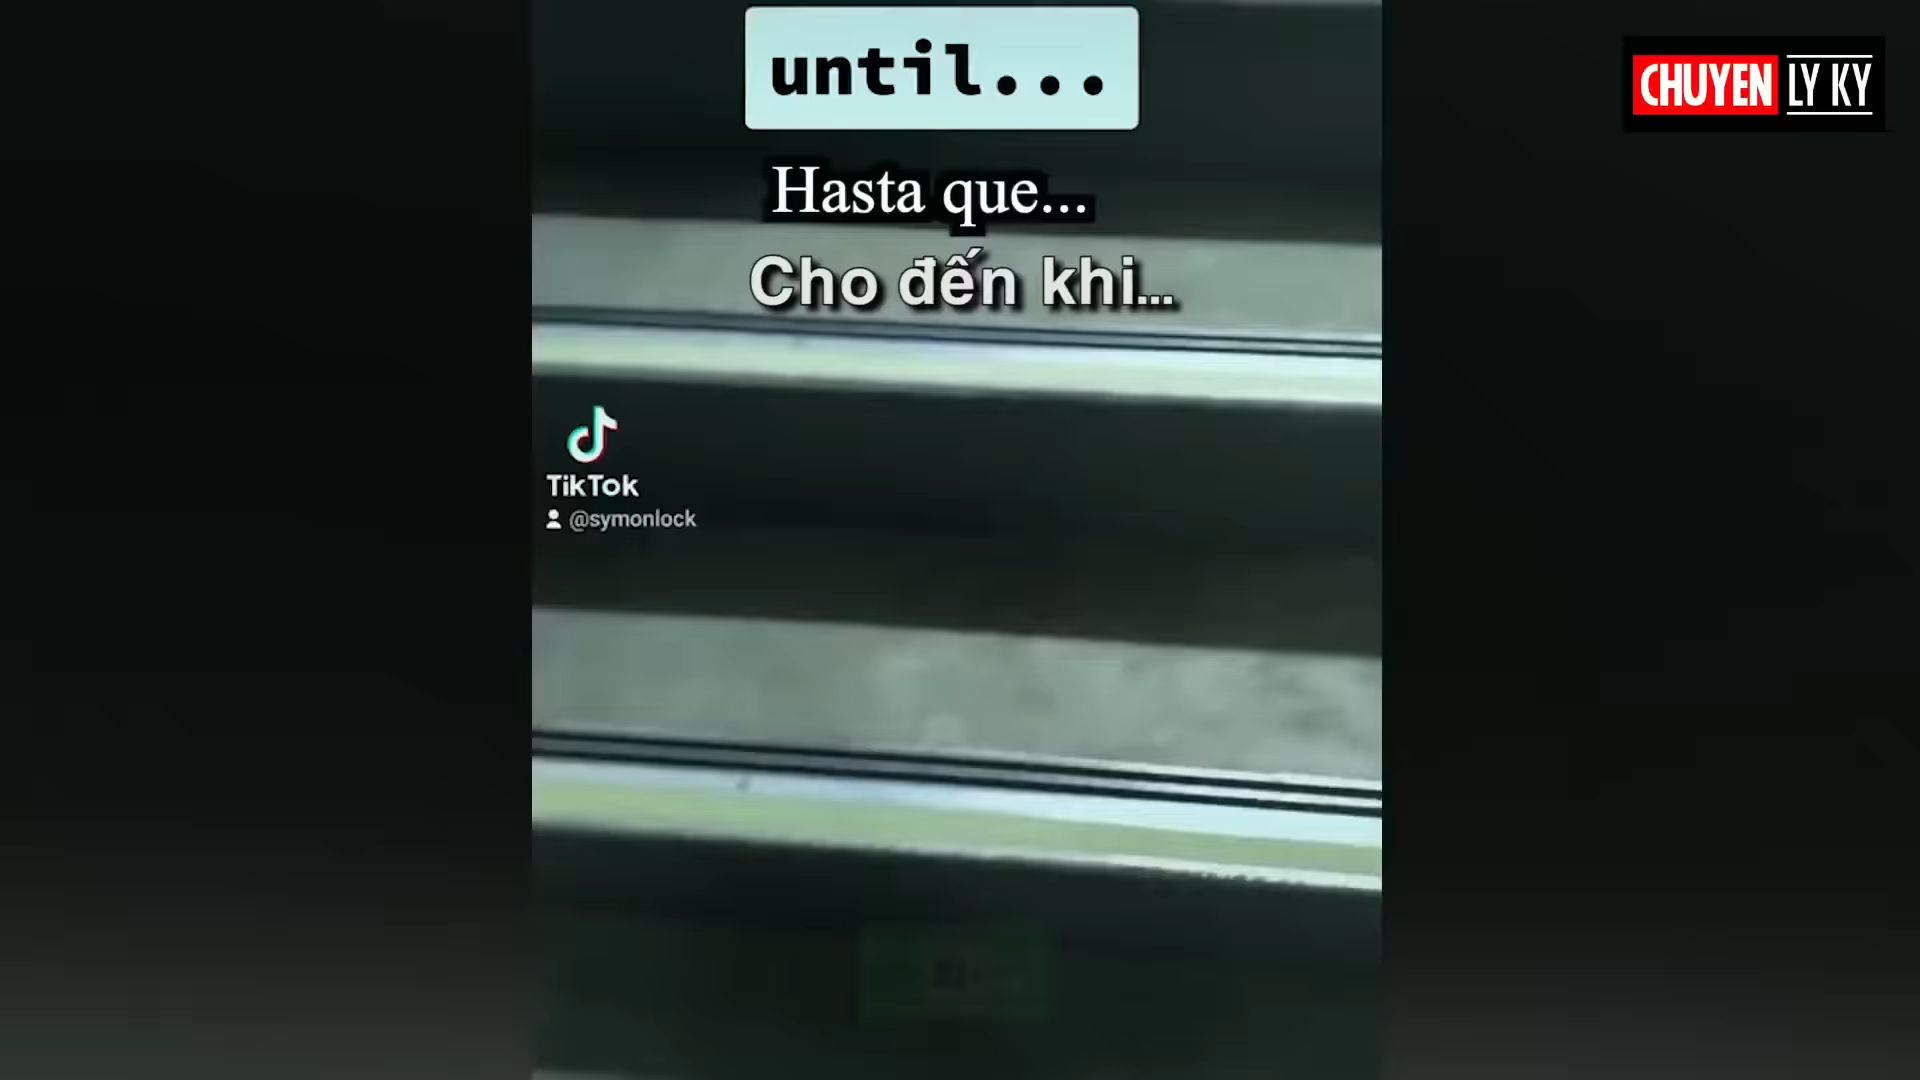 until...
CHUYEN LY KY
Hasta que...
Cho đến khi...
TikTok
@symonlock